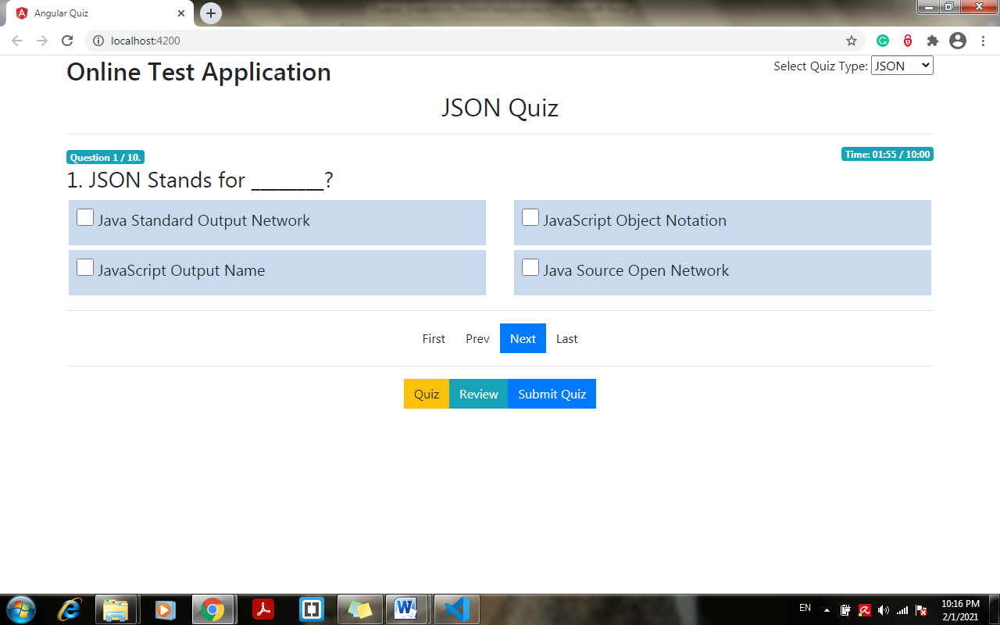 Angular Quiz
localhost:4200
Online Test Application
Select Quiz Type: JSON
JSON Quiz
Question 1 / 10.
Time: 01:55 / 10:00
1. JSON Stands for ________?
Java Standard Output Network
JavaScript Object Notation
JavaScript Output Name
Java Source Open Network
First Prev Next Last
Quiz Review Submit Quiz
EN
10:16 PM
2/1/2021